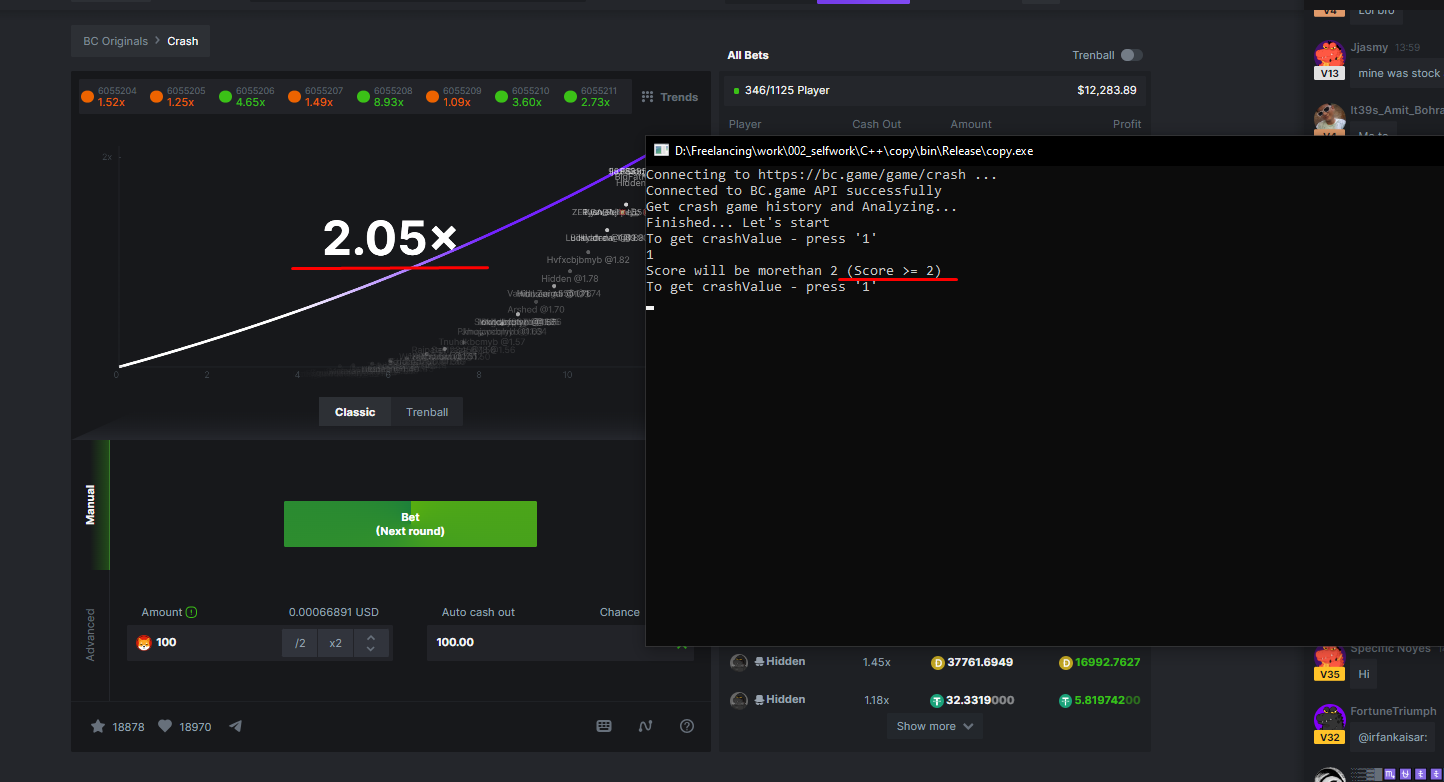 BC Originals > Crash
6055204 6055205 6055206 6055207 6055208 6055209 6055210 6055211
1.52x 1.25x 4.65x 1.49x 8.93x 1.09x 3.60x 2.73x
Trends
2x
2.05×
Hidden
Hvfxcbjbmyb @1.82
Hidden @1.78
Arshed @1.70
0 2 4 6 8 10
Classic Trenball
Manual
Advanced
Bet
(Next round)
Amount 0.00066891 USD
100 /2 x2
Auto cash out Chance
100.00
18878 18970
All Bets Trenball
346/1125 Player $12,283.89
Player Cash Out Amount Profit
D:\Freelancing\work\002_selfwork\C++\copy\bin\Release\copy.exe
Connecting to https://bc.game/game/crash ...
Connected to BC.game API successfully
Get crash game history and Analyzing...
Finished... Let's start
To get crashValue - press '1'
1
Score will be morethan 2 (Score >= 2)
To get crashValue - press '1'
Hidden 1.45x 37761.6949 16992.7627
Hidden 1.18x 32.3319000 5.81974200
Show more
Lol bro
Jjasmy 13:59
V13 mine was stock
It39s_Amit_Bohra
Specific Noyes
V35 Hi
FortuneTriumph
V32 @irfankaisar: